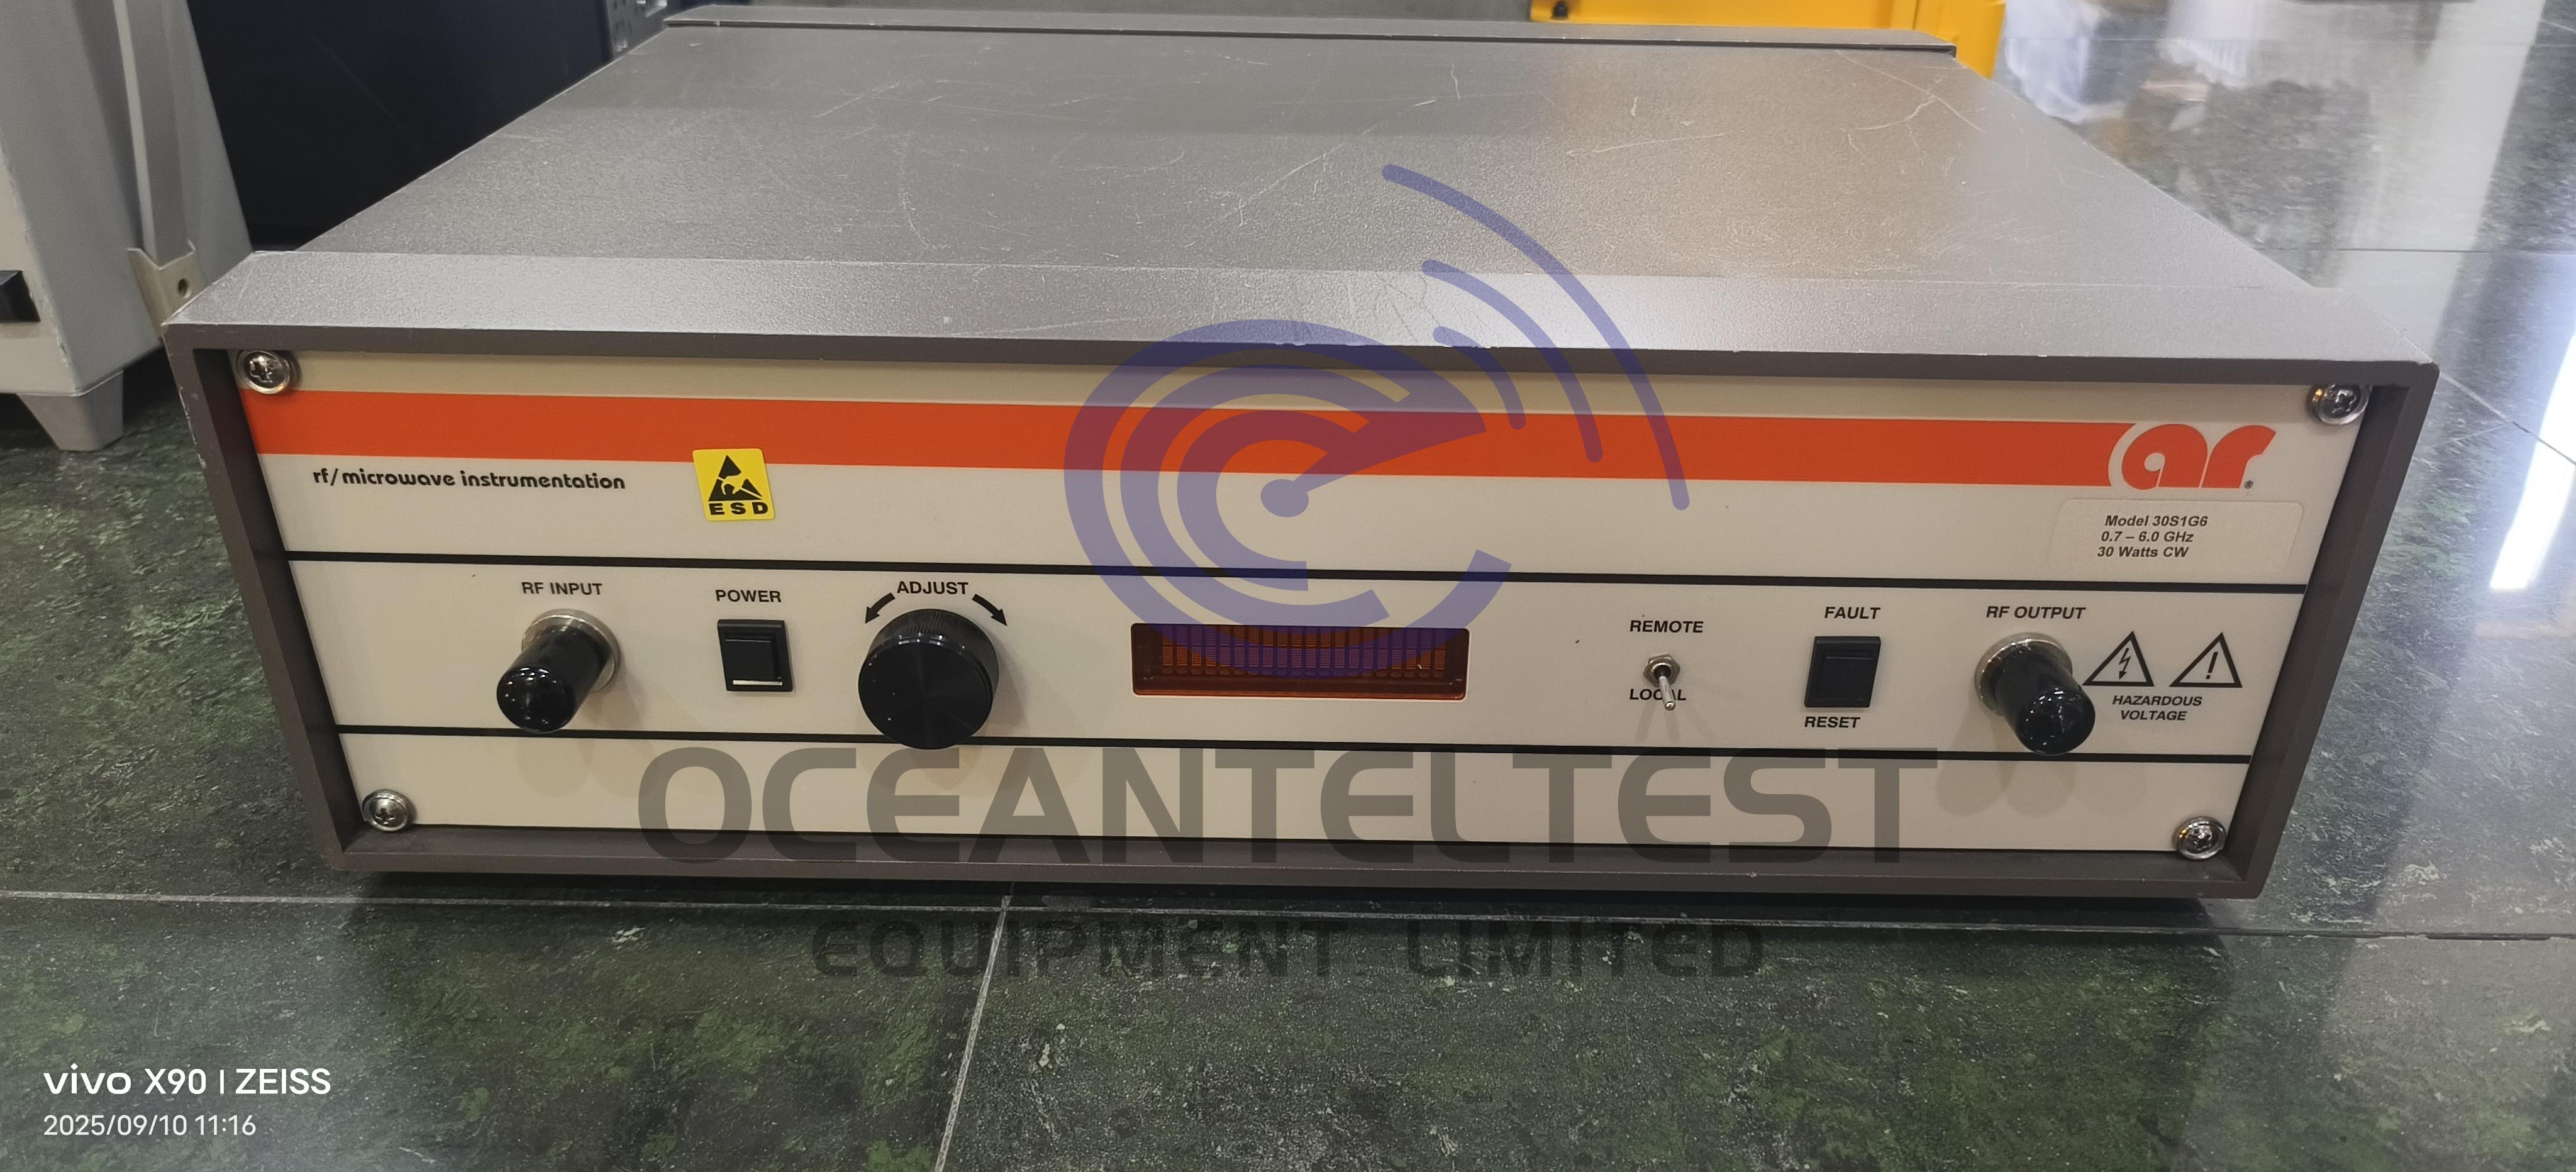 rf/microwave instrumentation
ESD
ar®
Model 30S1G6
0.7 – 6.0 GHz
30 Watts CW
RF INPUT
POWER
ADJUST
REMOTE
LOCAL
FAULT
RESET
RF OUTPUT
HAZARDOUS
VOLTAGE
OCEANTELTEST
EQUIPMENT LIMITED
vivo X90 | ZEISS
2025/09/10 11:16